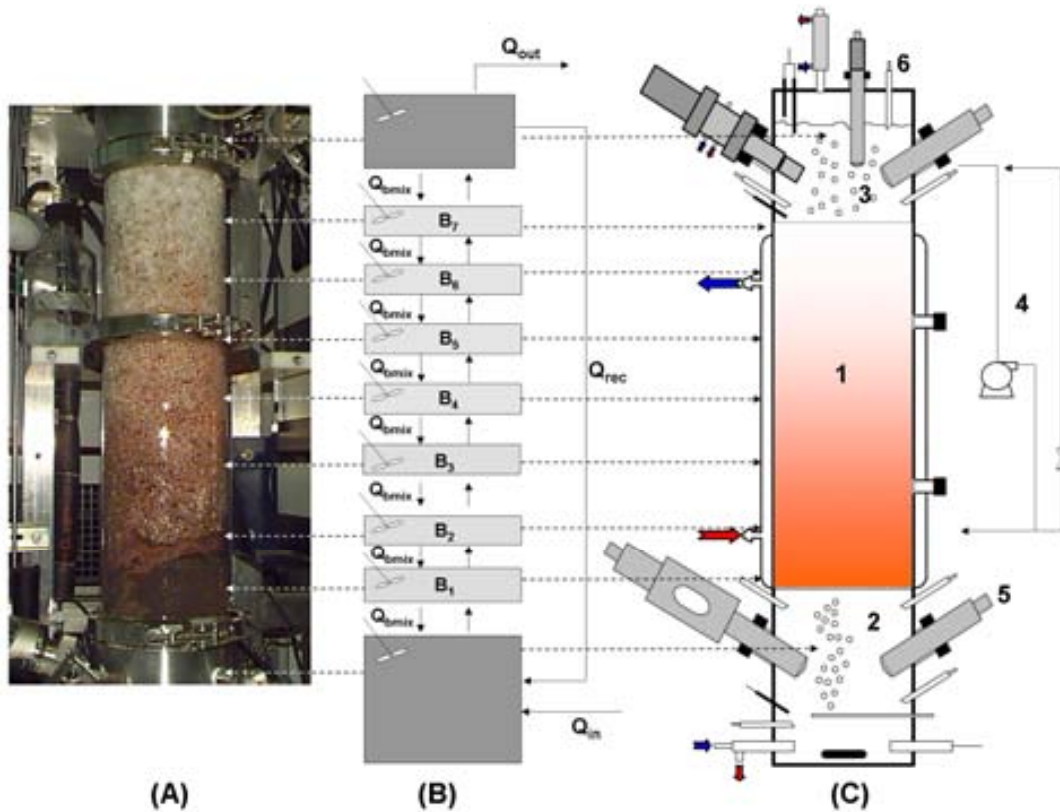 Q_out
Q_bmix
B_7
Q_bmix
B_6
Q_bmix
B_5
Q_bmix
B_4
Q_bmix
B_3
Q_bmix
B_2
Q_bmix
B_1
Q_bmix
Q_rec
Q_in
6
3
4
1
5
2
(A)
(B)
(C)